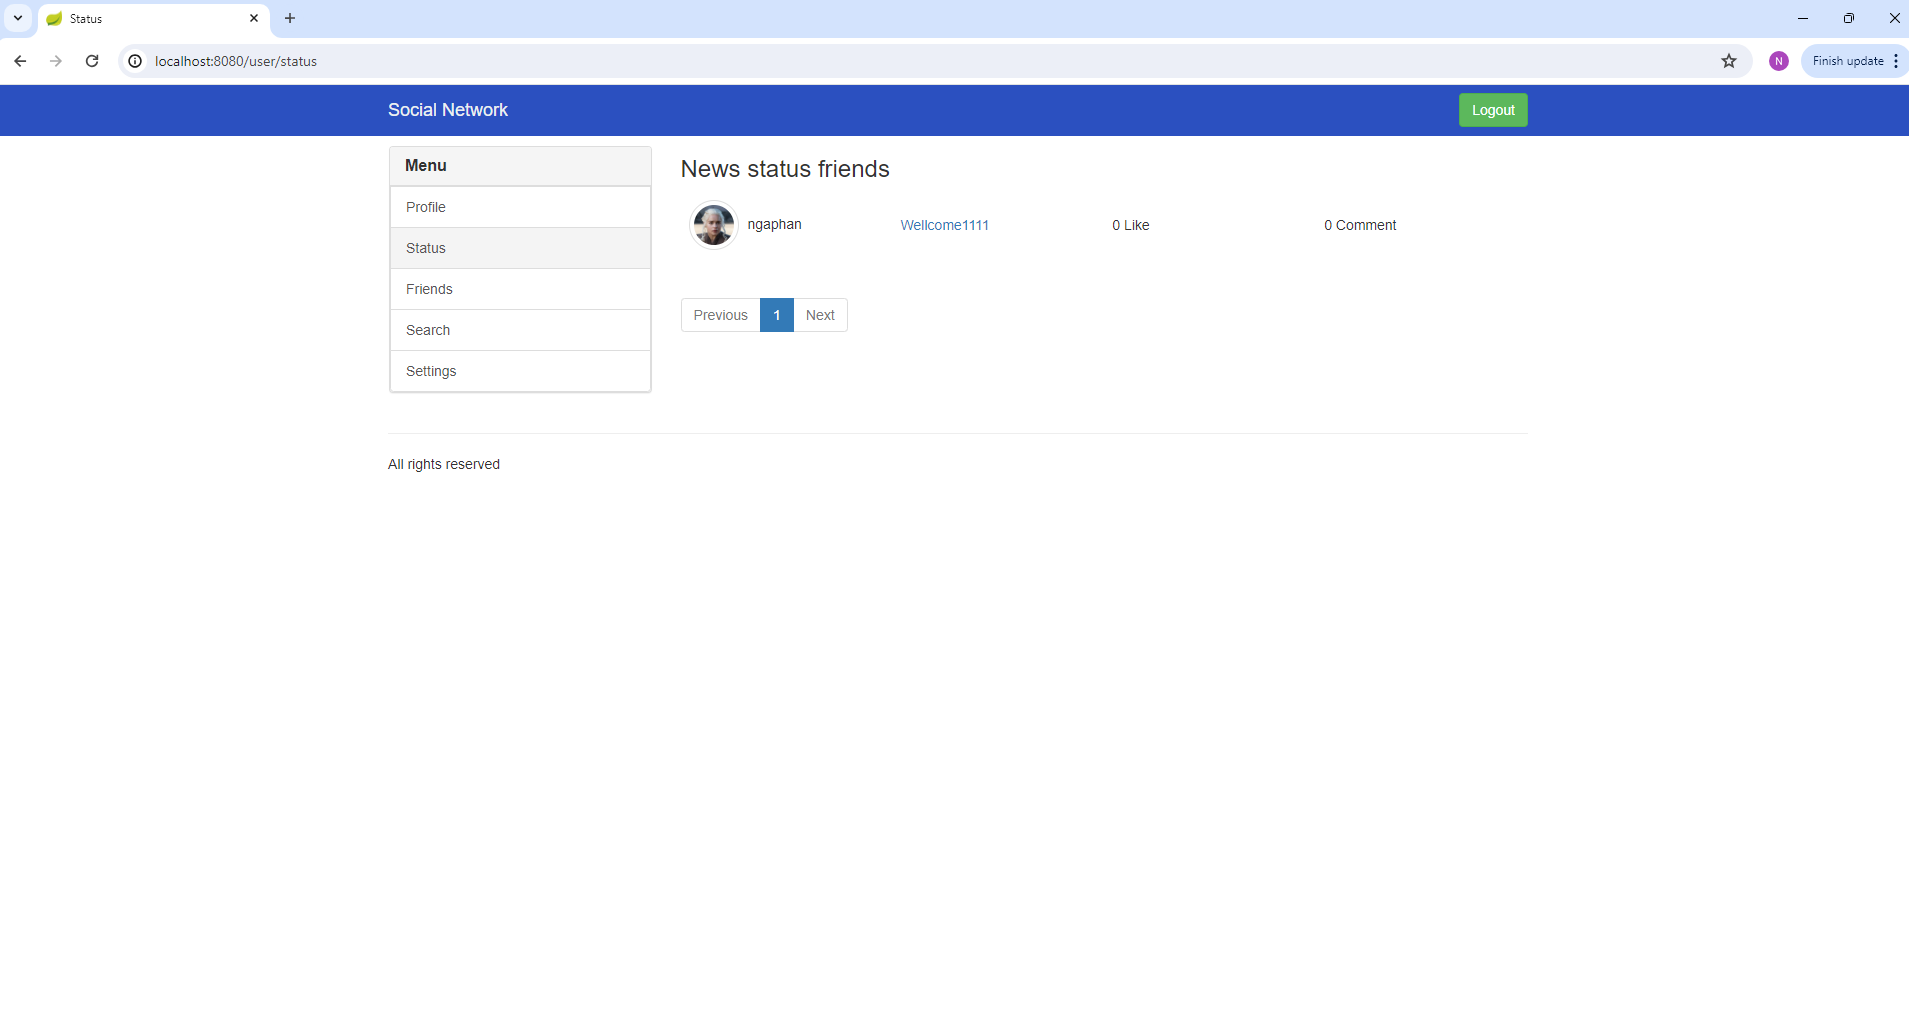 Status
localhost:8080/user/status
N
Finish update
Social Network
Logout
Menu
Profile
Status
Friends
Search
Settings
News status friends
ngaphan Wellcome1111 0 Like 0 Comment
Previous 1 Next
All rights reserved